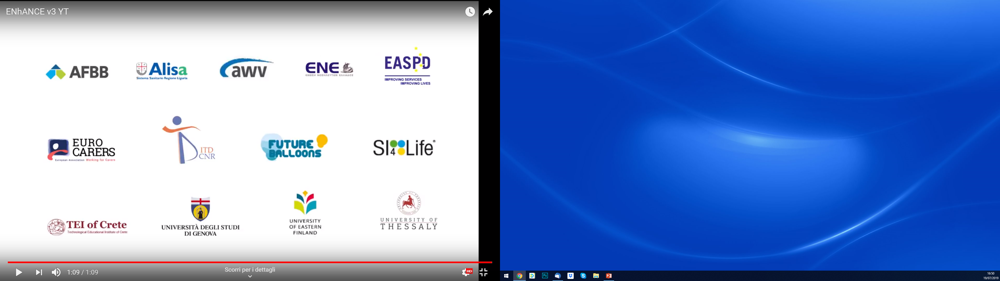 ENhANCE v3 YT
AFBB
Alisa
Sistema Sanitario Regione Liguria
awv
ENE
ΕΝΩΣΗ ΝΟΣΗΛΕΥΤΩΝ ΕΛΛΑΔΟΣ
EASPD
IMPROVING SERVICES
IMPROVING LIVES
EURO
CARERS
European Association Working for Carers
ITD
CNR
FUTURE
BALLOONS
SI4Life®
TEI of Crete
Technological Educational Institute of Crete
UNIVERSITÀ DEGLI STUDI
DI GENOVA
UNIVERSITY
OF EASTERN
FINLAND
UNIVERSITY OF
THESSALY
1:09 / 1:09
Scorri per i dettagli
HD
Ps
16:50
19/07/2019